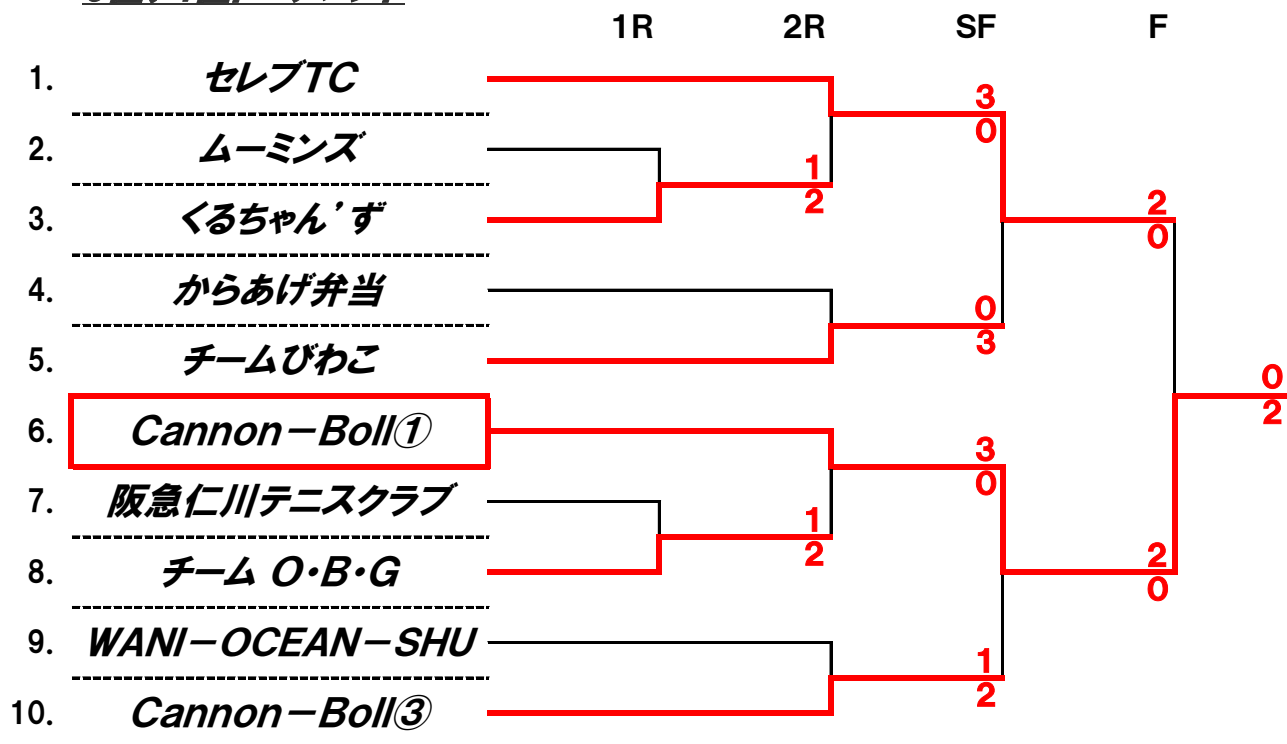 1R 2R SF F
1. セレブTC
3
0
2. ムーミンズ
1
2
3. くるちゃん’ず
2
0
4. からあげ弁当
0
3
5. チームびわこ
0
2
6. Cannon－Boll①
3
0
7. 阪急仁川テニスクラブ
1
2
8. チーム O・B・G
2
0
9. WANI－OCEAN－SHU
1
2
10. Cannon－Boll③